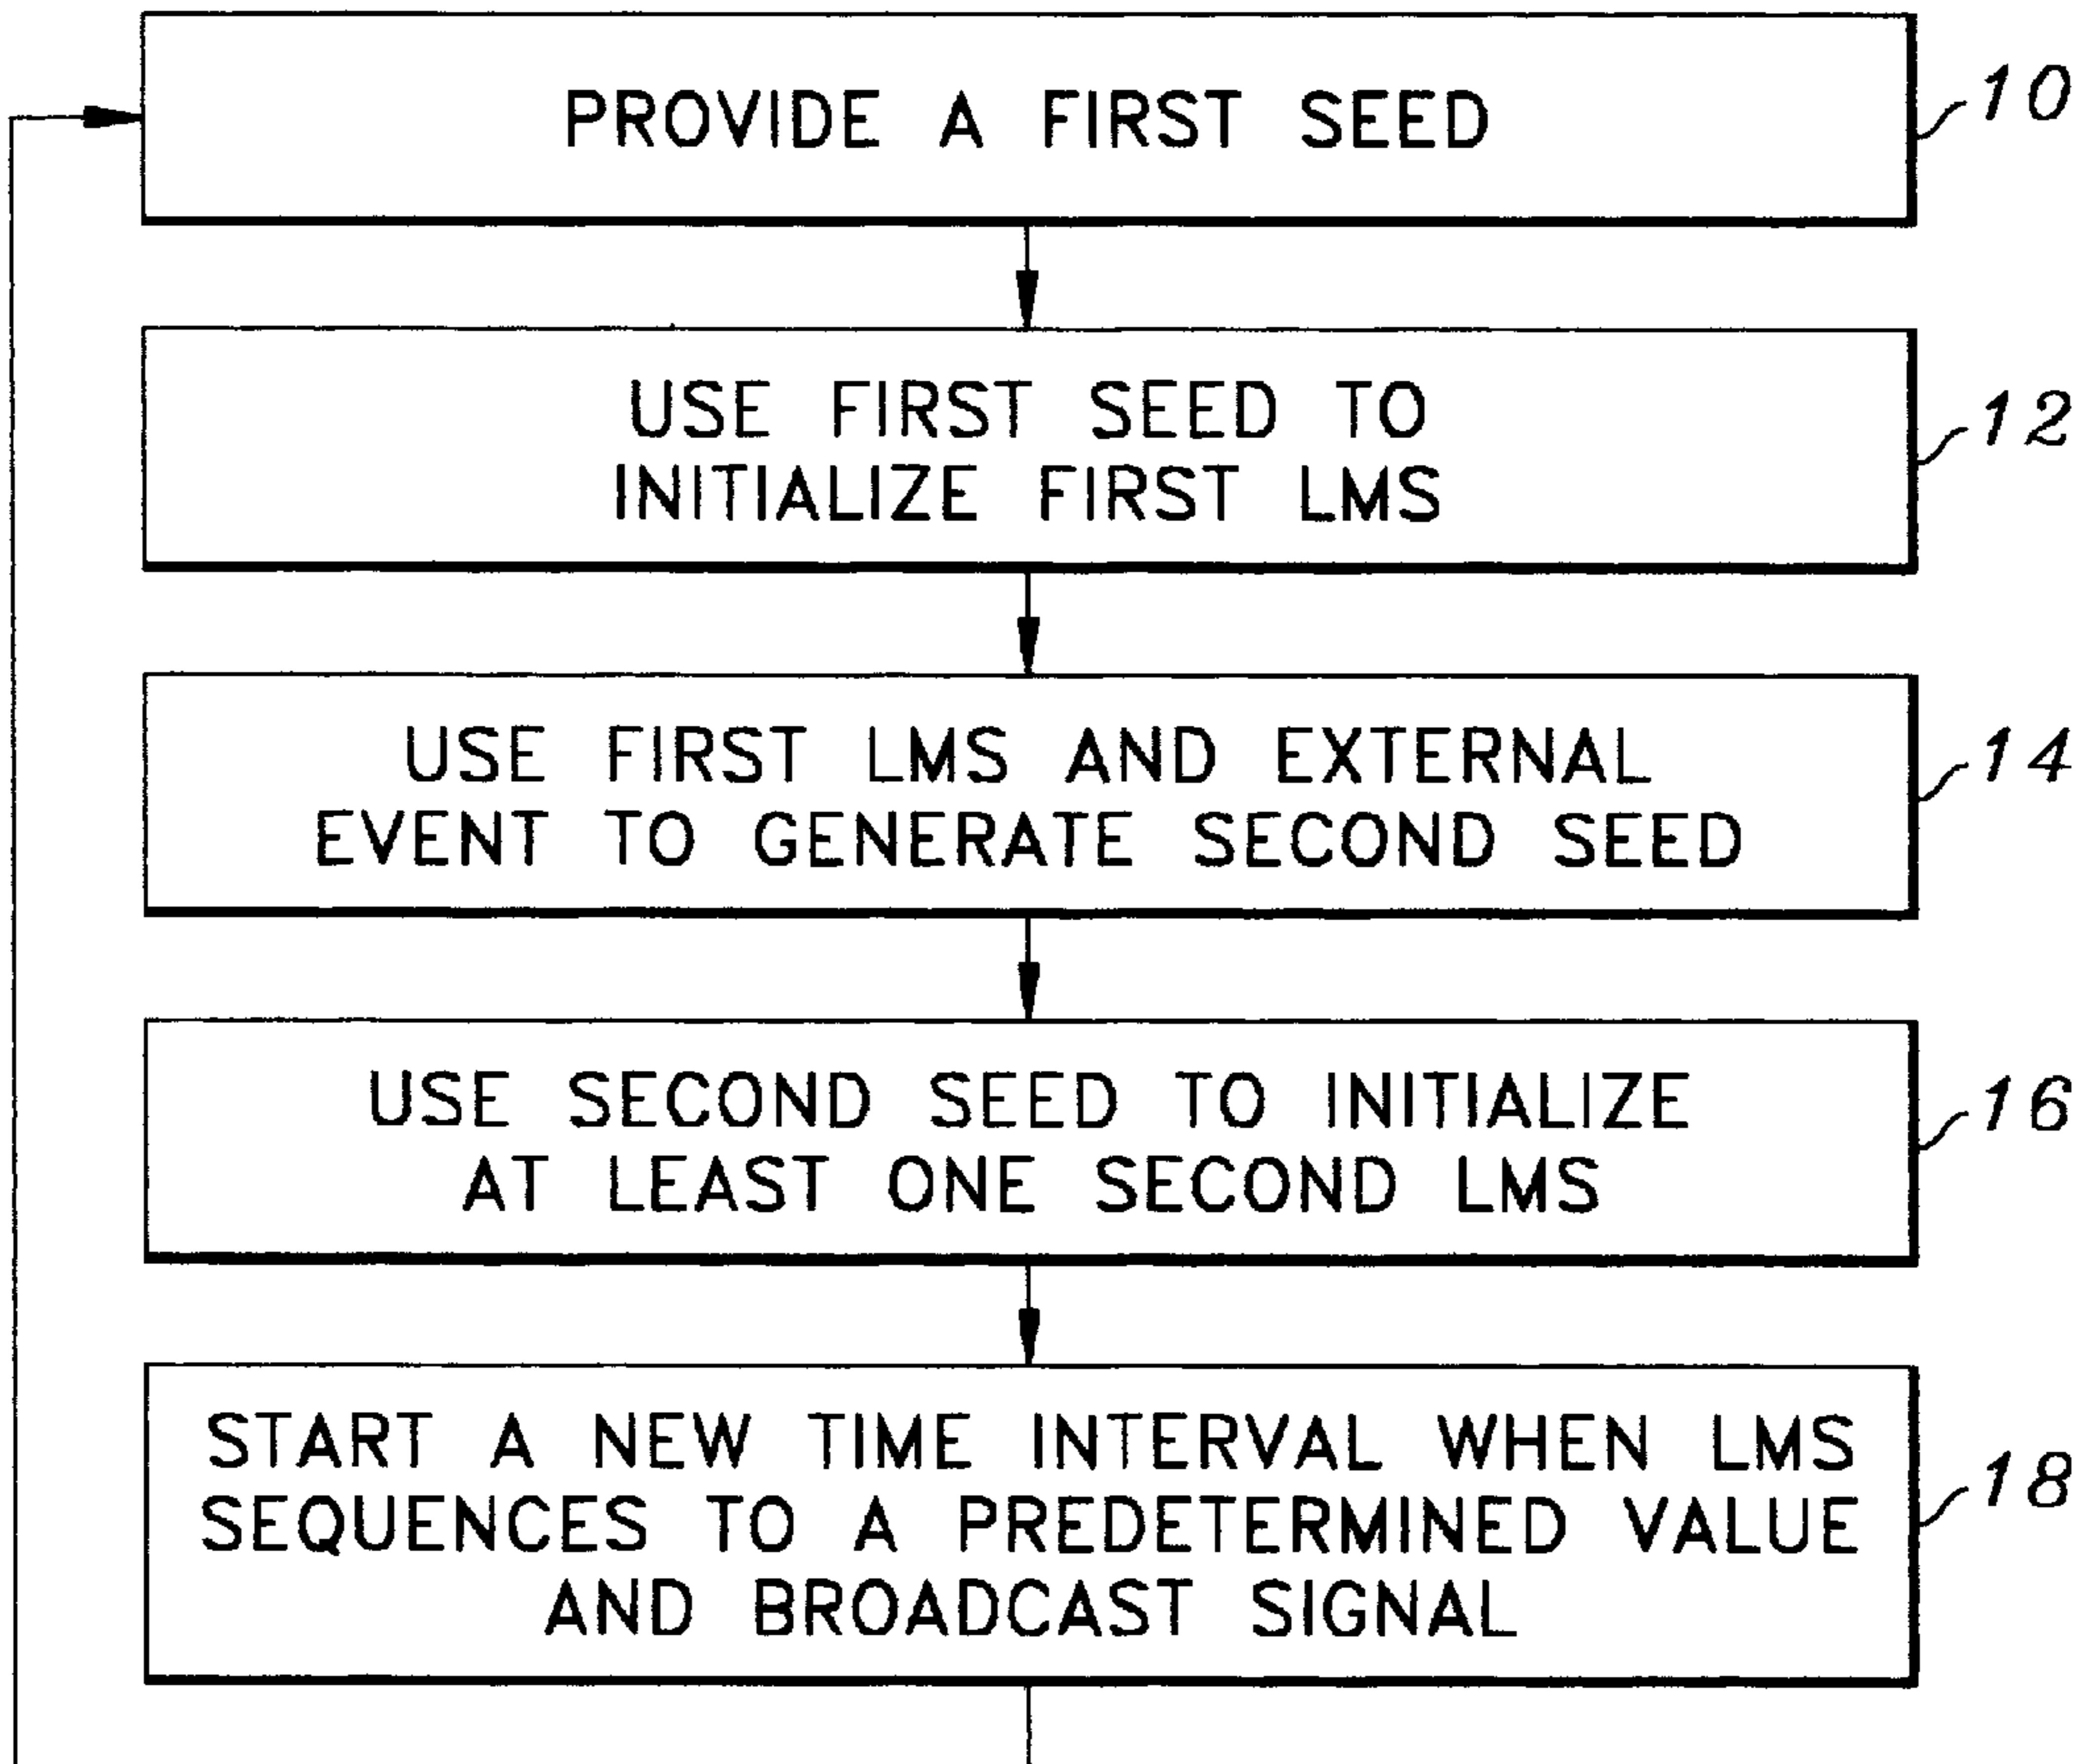 PROVIDE A FIRST SEED
10
USE FIRST SEED TO
INITIALIZE FIRST LMS
12
USE FIRST LMS AND EXTERNAL
EVENT TO GENERATE SECOND SEED
14
USE SECOND SEED TO INITIALIZE
AT LEAST ONE SECOND LMS
16
START A NEW TIME INTERVAL WHEN LMS
SEQUENCES TO A PREDETERMINED VALUE
AND BROADCAST SIGNAL
18